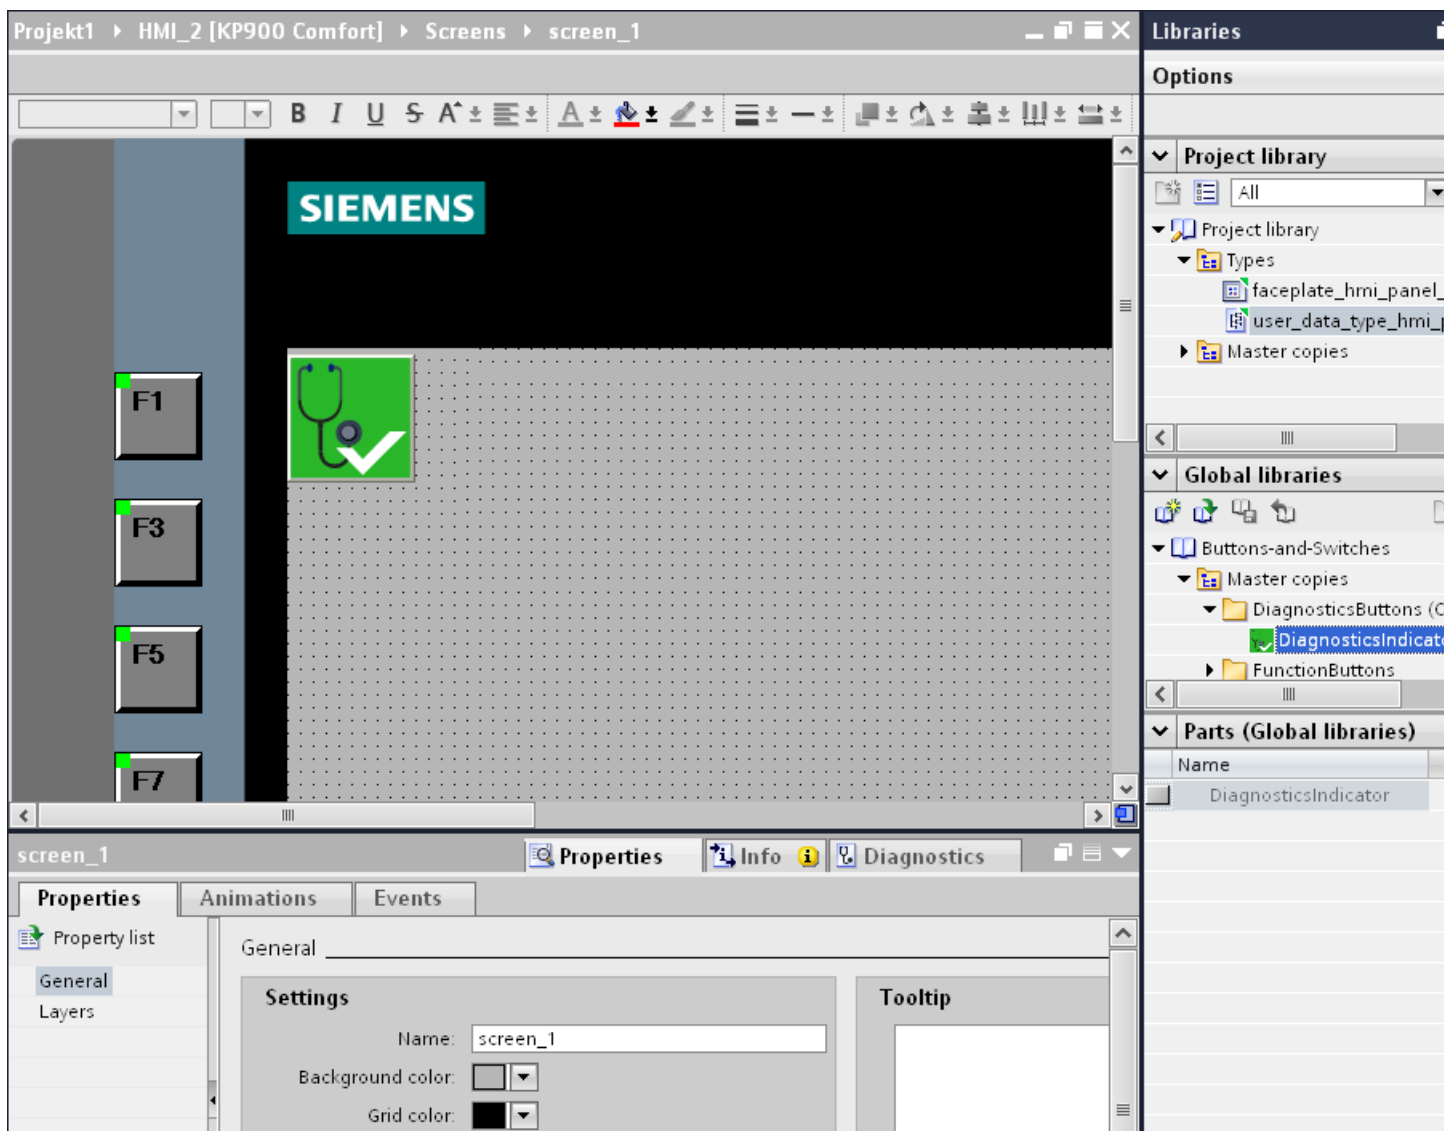 Projekt1 ▸ HMI_2 [KP900 Comfort] ▸ Screens ▸ screen_1
B I U S A A
SIEMENS
F1
F3
F5
F7
screen_1
Properties
Info
Diagnostics
Properties
Animations
Events
Property list
General
Layers
General
Settings
Name: screen_1
Background color:
Grid color:
Tooltip
Libraries
Options
Project library
All
Project library
Types
faceplate_hmi_panel_
user_data_type_hmi_p
Master copies
Global libraries
Buttons-and-Switches
Master copies
DiagnosticsButtons (C
DiagnosticsIndicato
FunctionButtons
Parts (Global libraries)
Name
DiagnosticsIndicator